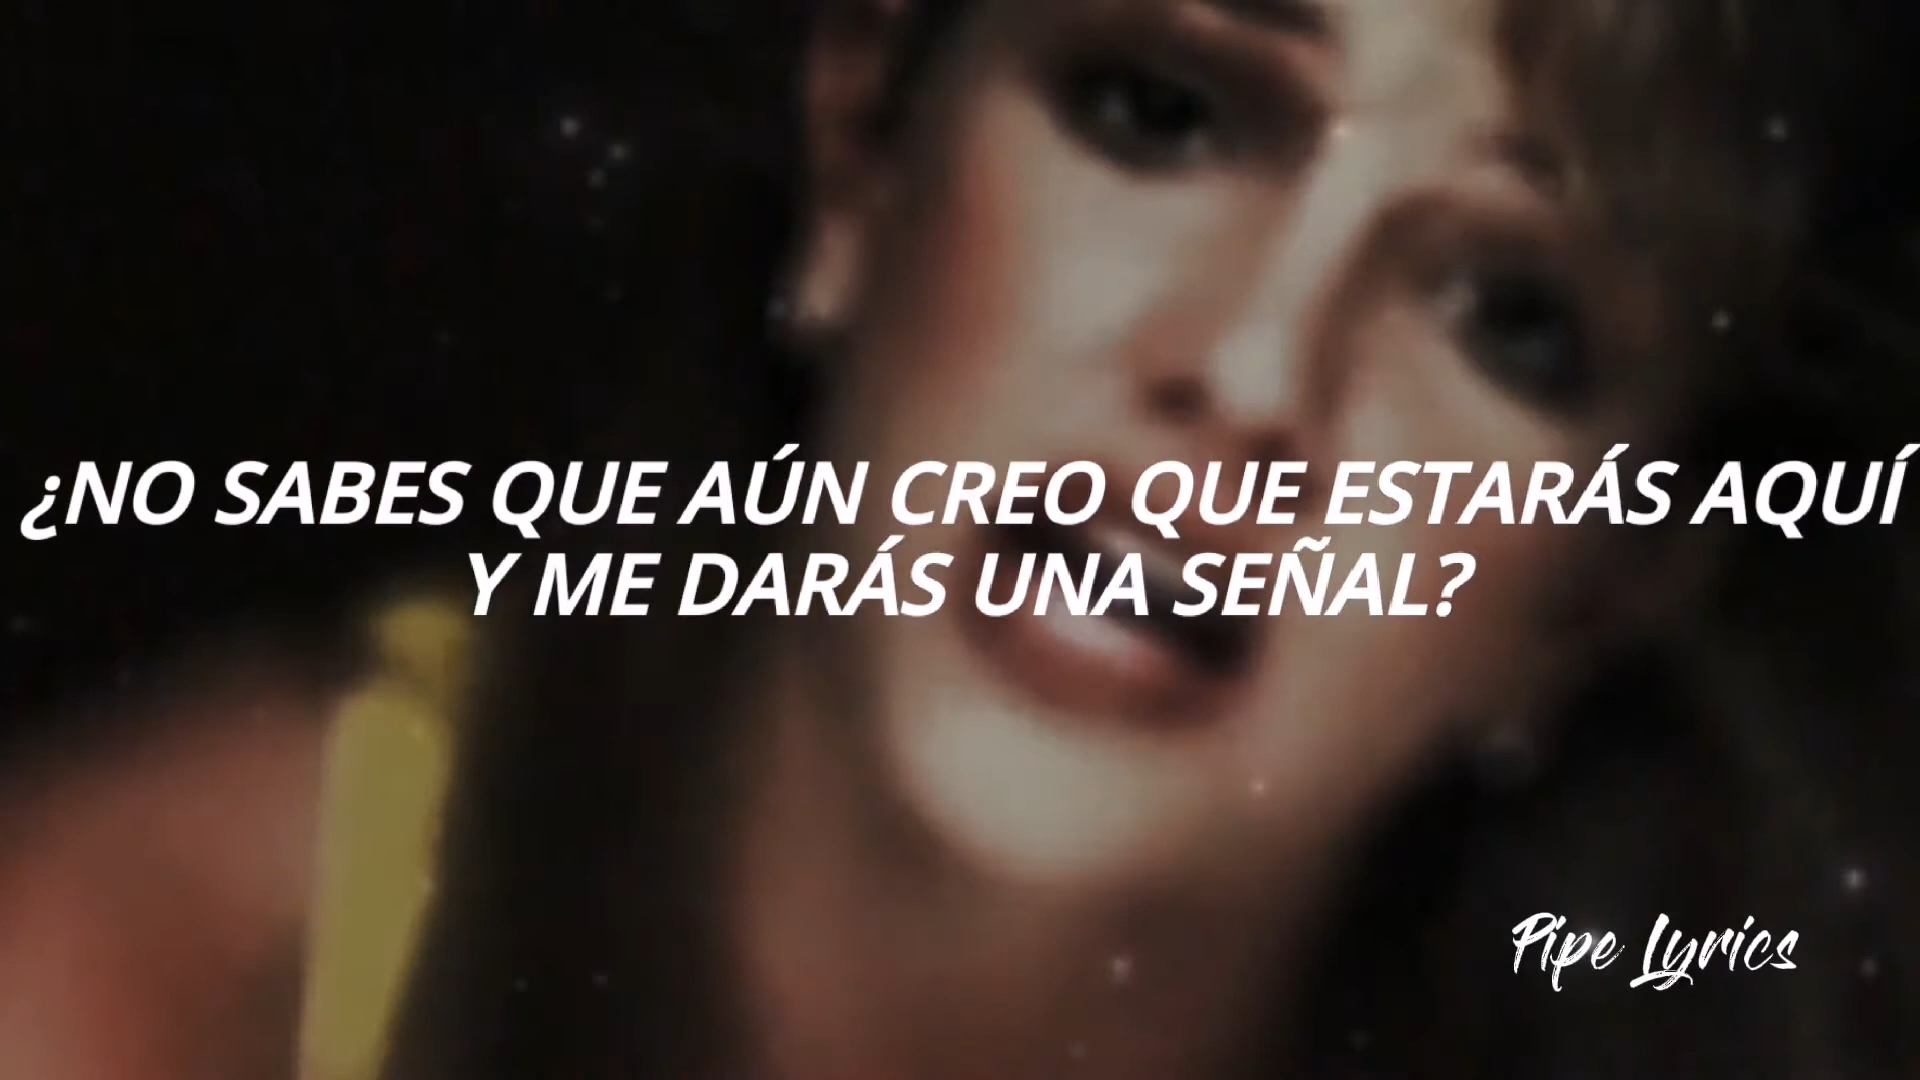 ¿NO SABES QUE AÚN CREO QUE ESTARÁS AQUÍ
Y ME DARÁS UNA SEÑAL?
Pipe Lyrics